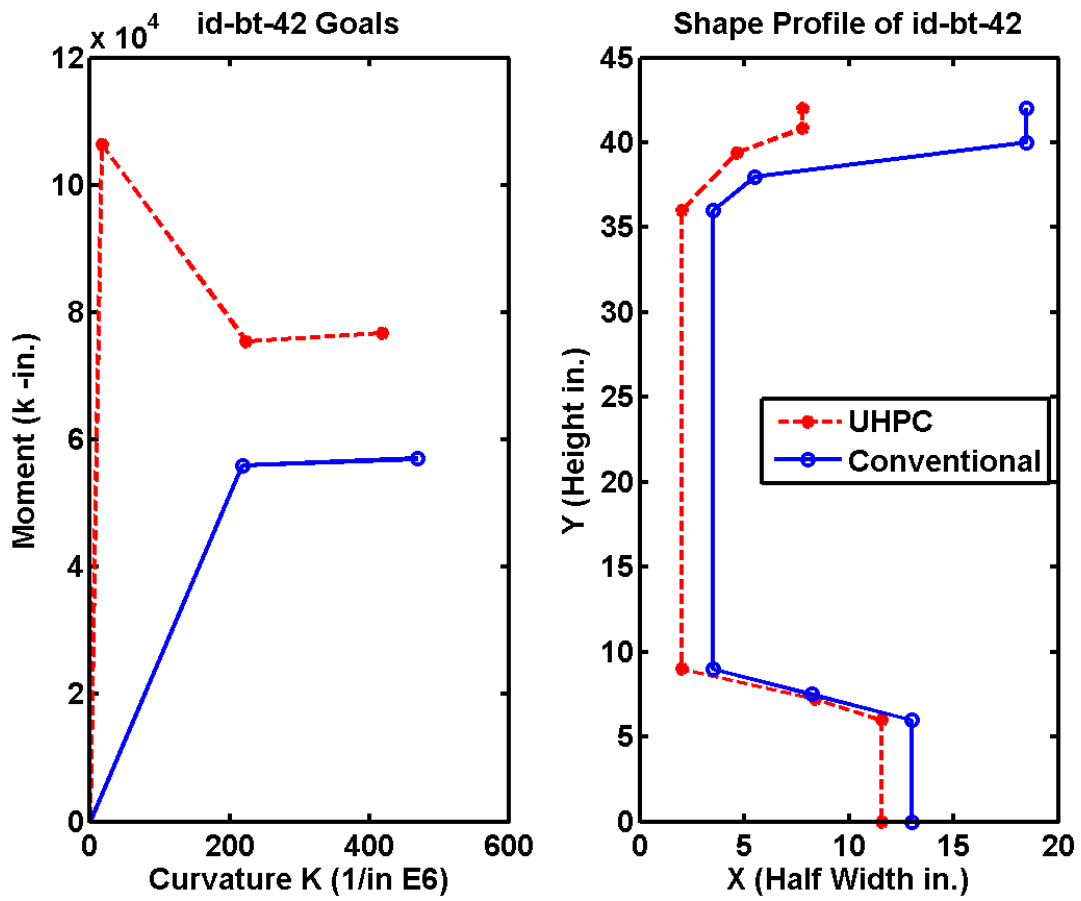 id-bt-42 Goals
x 10^4
12
10
8
6
4
2
0
0 200 400 600
Moment (k -in.)
Curvature K (1/in E6)
Shape Profile of id-bt-42
45
40
35
30
25
20
15
10
5
0
0 5 10 15 20
Y (Height in.)
X (Half Width in.)
UHPC
Conventional